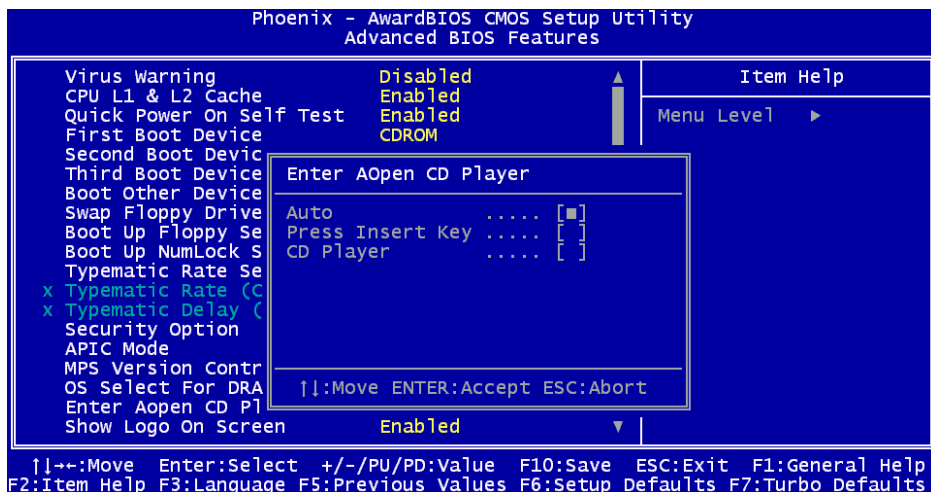 Phoenix - AwardBIOS CMOS Setup Utility
Advanced BIOS Features
Virus Warning Disabled
CPU L1 & L2 Cache Enabled
Quick Power On Self Test Enabled
First Boot Device CDROM
Second Boot Devic
Third Boot Device
Boot Other Device
Swap Floppy Drive
Boot Up Floppy Se
Boot Up NumLock S
Typematic Rate Se
x Typematic Rate (C
x Typematic Delay (
Security Option
APIC Mode
MPS Version Contr
OS Select For DRA
Enter Aopen CD Pl
Show Logo On Screen Enabled
Enter AOpen CD Player
Auto ..... [■]
Press Insert Key ..... [ ]
CD Player ..... [ ]
↑↓:Move ENTER:Accept ESC:Abort
Item Help
Menu Level ▶
↑↓→←:Move Enter:Select +/-/PU/PD:Value F10:Save ESC:Exit F1:General Help
F2:Item Help F3:Language F5:Previous Values F6:Setup Defaults F7:Turbo Defaults